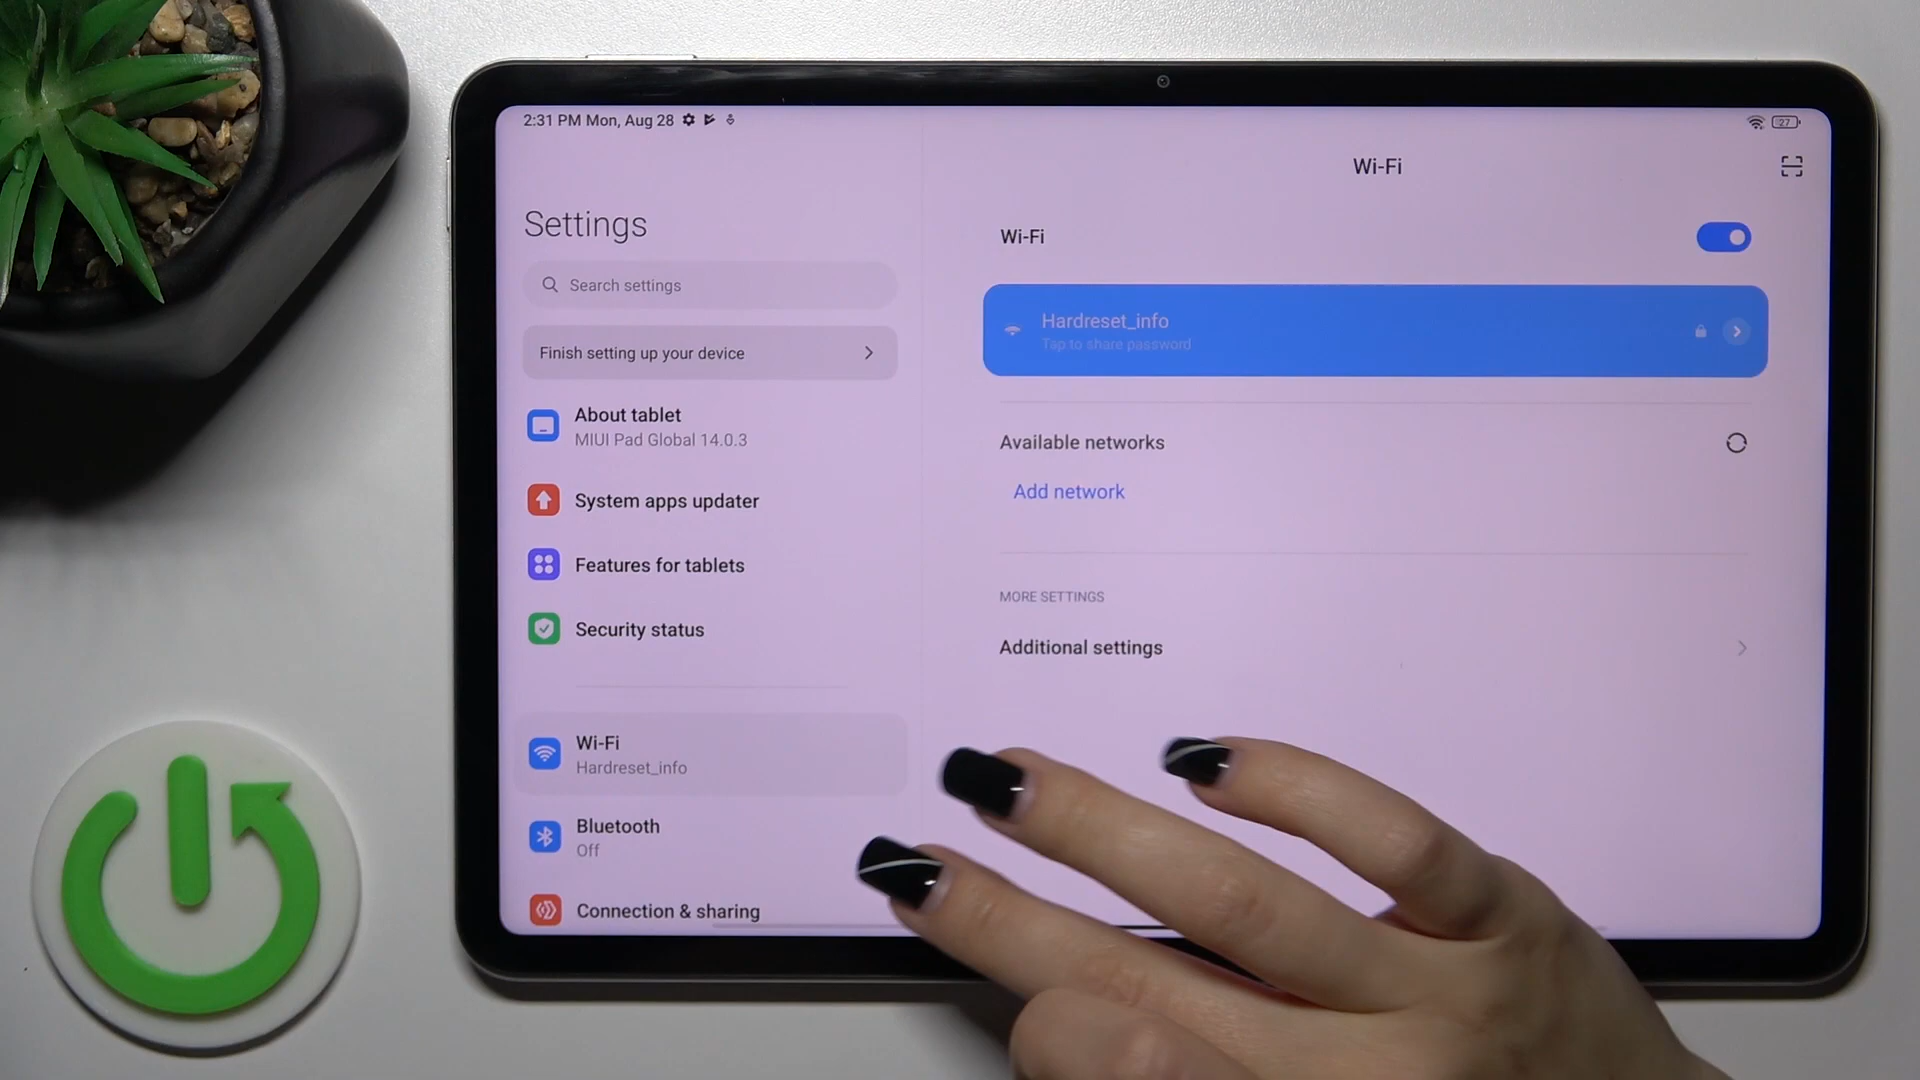 2:31 PM Mon, Aug 28
27
Wi-Fi
Settings
Search settings
Finish setting up your device
About tablet
MIUI Pad Global 14.0.3
System apps updater
Features for tablets
Security status
Wi-Fi
Hardreset_info
Bluetooth
Off
Connection & sharing
Wi-Fi
Hardreset_info
Tap to share password
Available networks
Add network
MORE SETTINGS
Additional settings